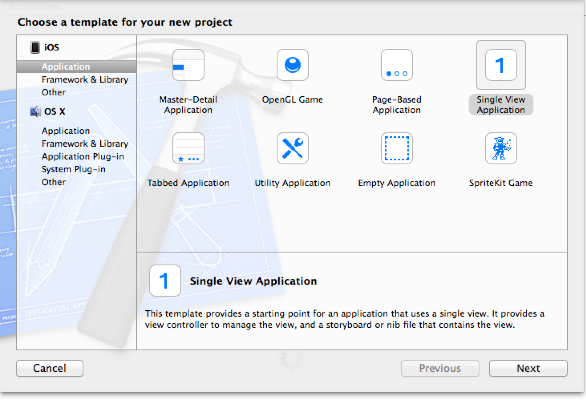 Choose a template for your new project
iOS
Application
Framework & Library
Other
OS X
Application
Framework & Library
Application Plug-in
System Plug-in
Other
Master-Detail
Application
OpenGL Game
Page-Based
Application
1
Single View
Application
Tabbed Application
Utility Application
Empty Application
SpriteKit Game
1
Single View Application
This template provides a starting point for an application that uses a single view. It provides a
view controller to manage the view, and a storyboard or nib file that contains the view.
Cancel
Previous
Next